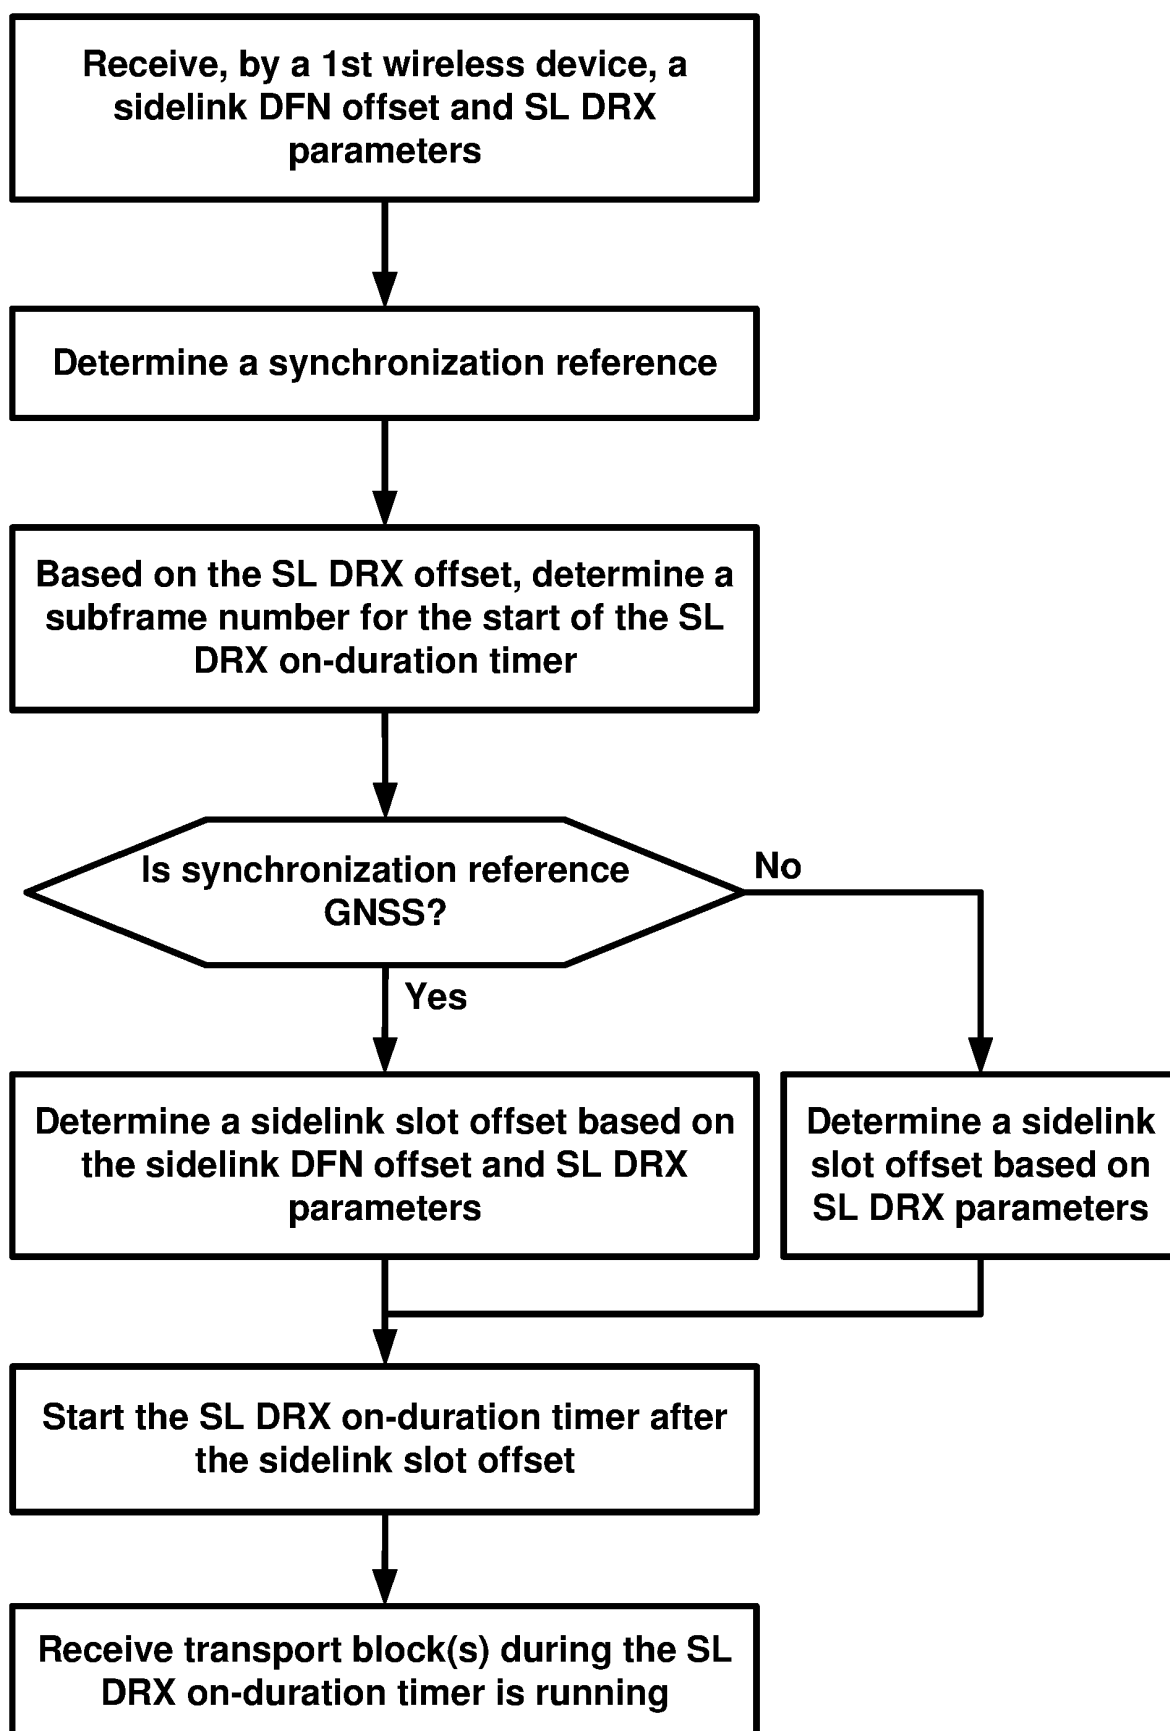 Receive, by a 1st wireless device, a
sidelink DFN offset and SL DRX
parameters
Determine a synchronization reference
Based on the SL DRX offset, determine a
subframe number for the start of the SL
DRX on-duration timer
Is synchronization reference
GNSS?
No
Yes
Determine a sidelink slot offset based on
the sidelink DFN offset and SL DRX
parameters
Determine a sidelink
slot offset based on
SL DRX parameters
Start the SL DRX on-duration timer after
the sidelink slot offset
Receive transport block(s) during the SL
DRX on-duration timer is running